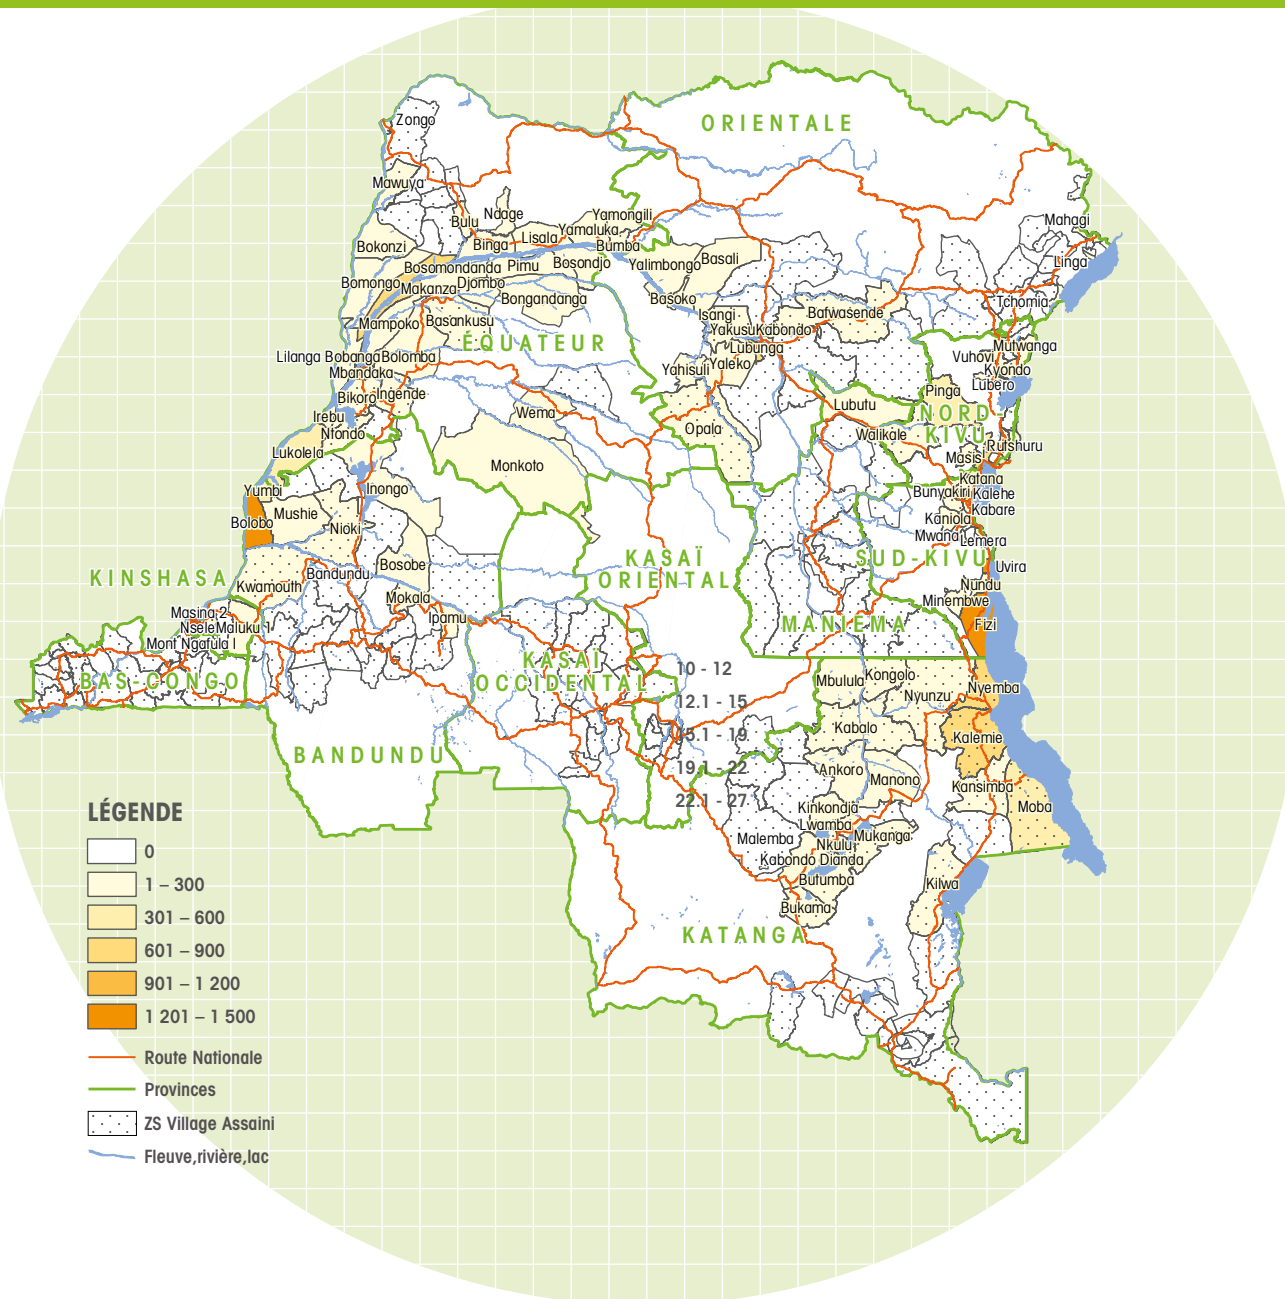 Zongo
ORIENTALE
Mawuya
Ndage
Bulu
Yamongili
Yamaluka
Mahagi
Bokonzi
Binga
Lisala
Bumba
Linga
Bosomondanda
Pimu
Bosondjo
Yalimbongo
Basali
Bomongo
Makanza
Djombo
Bongandanga
Basoko
Tchomia
Mampoko
Basankusu
Isangi
Bafwasende
Yakusu
Kabondo
ÉQUATEUR
Lubunga
Mutwanga
Vuhovi
Lilanga Bobanga
Bolomba
Mbandaka
Yahisuli
Yaleko
Kyondo
Lubero
Bikoro
Ingende
Pinga
Wema
Lubutu
NORD-
KIVU
Irebu
Ntondo
Opala
Walikale
Rutshuru
Lukolela
Masisi
Monkoto
Katana
Yumbi
Inongo
Bunyakiri
Kalehe
Mushie
Kabare
Bolobo
Nioki
Kaniola
Mwana
Lemera
KASAÏ
ORIENTAL
SUD-KIVU
Bosobe
Uvira
KINSHASA
Bandundu
Kwamouth
Nundu
Mokala
Minembwe
Masina 2
Ipamu
MANIEMA
Fizi
Nsele
Maluku 1
Mont Ngafula I
KASAÏ
OCCIDENTAL
10 - 12
BAS-CONGO
Mbulula
Kongolo
Nyemba
Nyunzu
12.1 - 15
15.1 - 19
Kabalo
Kalemie
BANDUNDU
19.1 - 22
Ankoro
Manono
Kansimba
22.1 - 27
Kinkondja
Moba
LÉGENDE
Lwamba
Malemba
Mukanga
Nkulu
0
Kabondo Dianda
1 – 300
Butumba
Kilwa
301 – 600
Bukama
KATANGA
601 – 900
901 – 1 200
1 201 – 1 500
Route Nationale
Provinces
ZS Village Assaini
Fleuve,rivière,lac